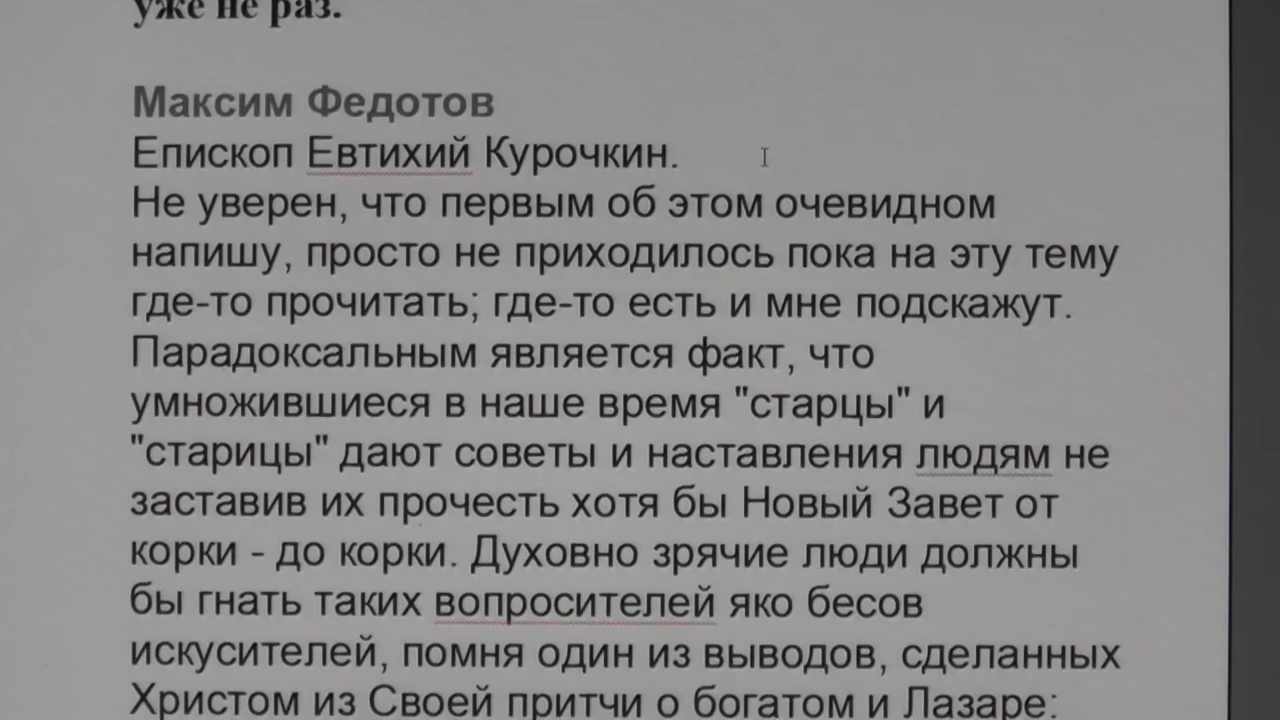 уже не раз.
Максим Федотов
Епископ Евтихий Курочкин.
Не уверен, что первым об этом очевидном
напишу, просто не приходилось пока на эту тему
где-то прочитать; где-то есть и мне подскажут.
Парадоксальным является факт, что
умножившиеся в наше время "старцы" и
"старицы" дают советы и наставления людям не
заставив их прочесть хотя бы Новый Завет от
корки - до корки. Духовно зрячие люди должны
бы гнать таких вопросителей яко бесов
искусителей, помня один из выводов, сделанных
Христом из Своей притчи о богатом и Лазаре: